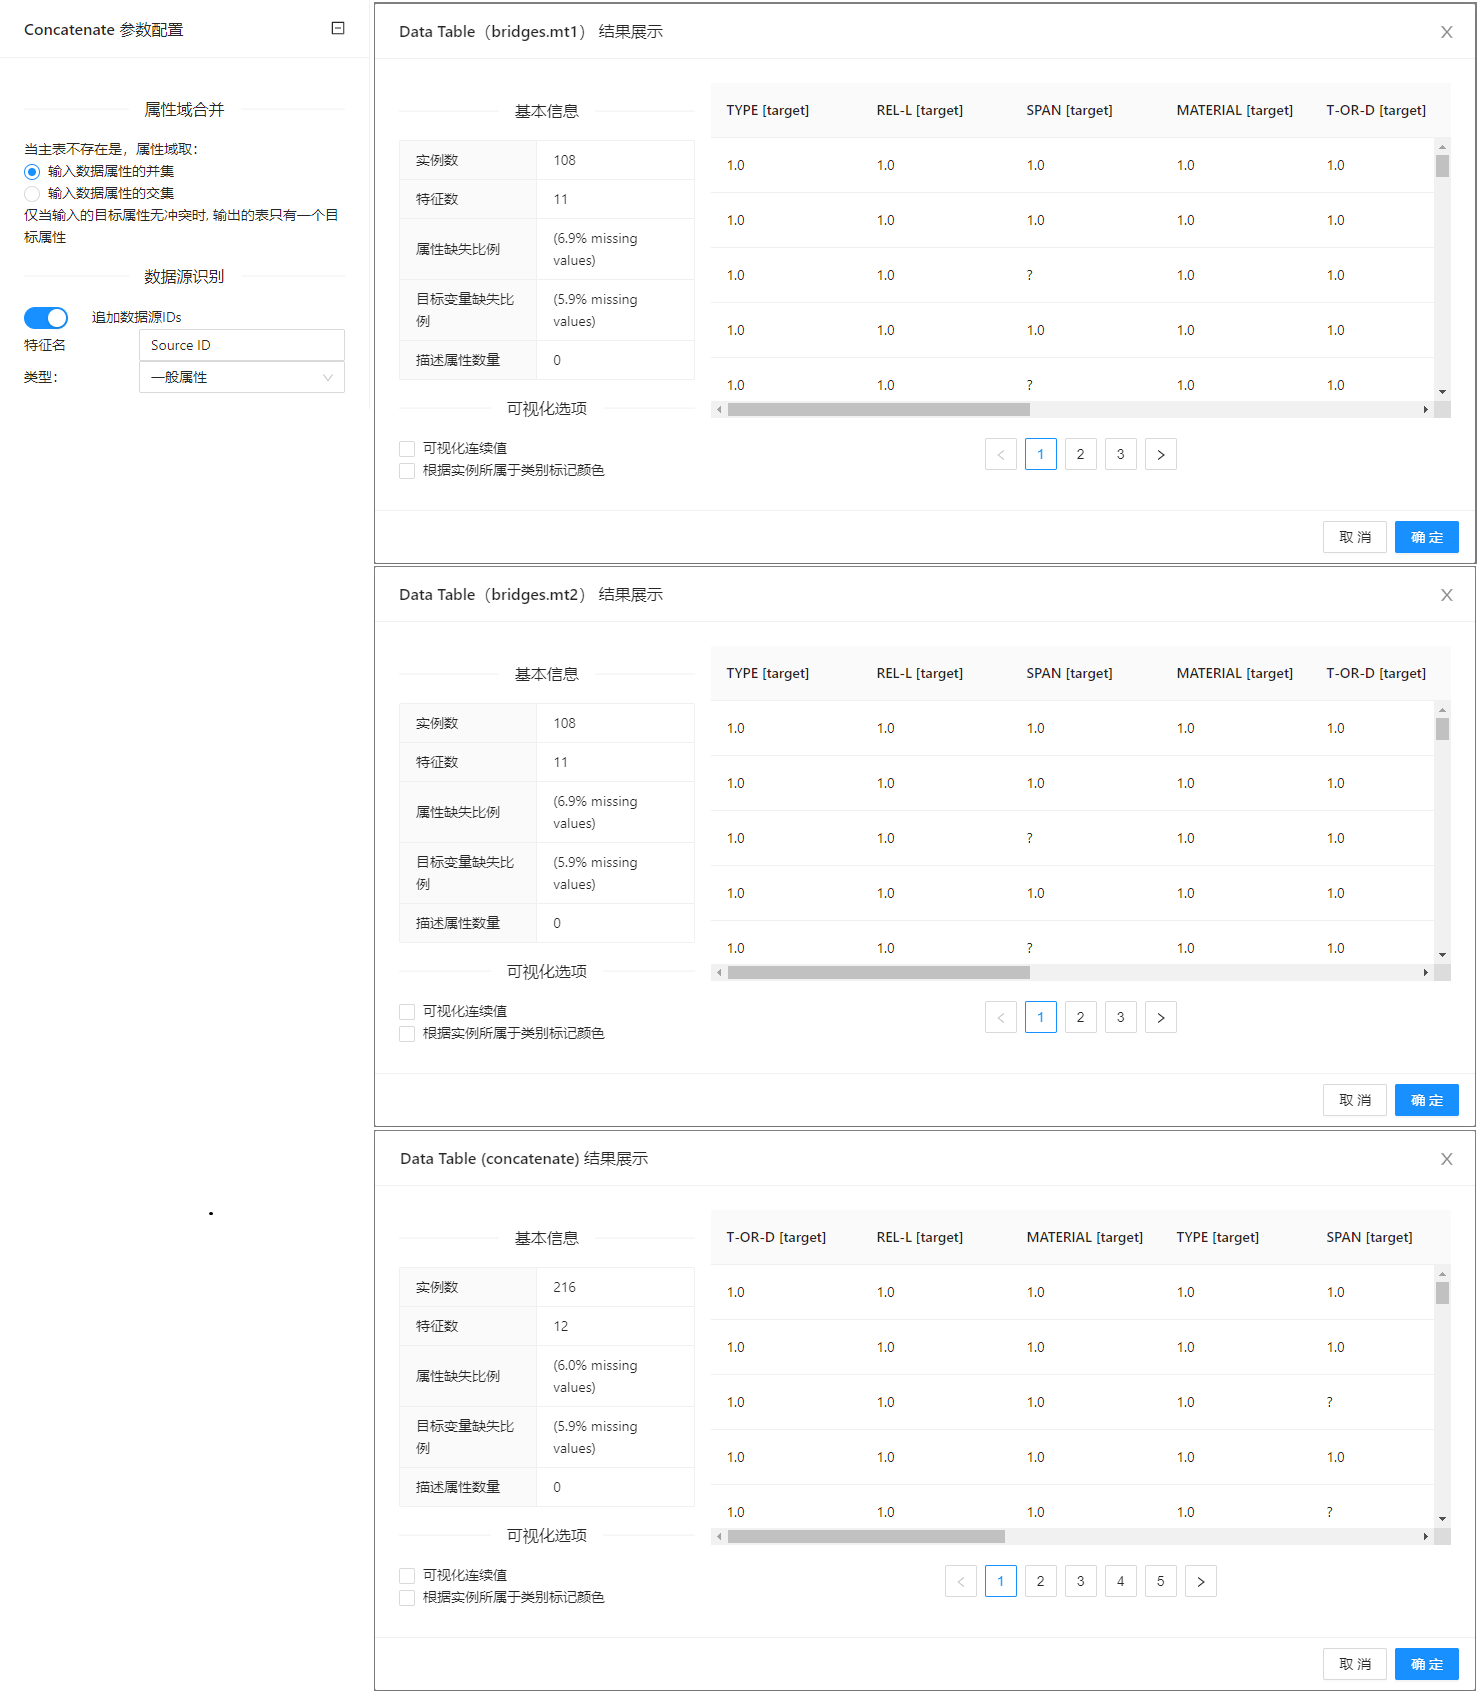 Concatenate 参数配置
属性域合并
当主表不存在是，属性域取：
输入数据属性的并集
输入数据属性的交集
仅当输入的目标属性无冲突时, 输出的表只有一个目
标属性
数据源识别
追加数据源IDs
特征名 Source ID
类型： 一般属性
Data Table（bridges.mt1） 结果展示
基本信息
实例数 108
特征数 11
属性缺失比例 (6.9% missing
values)
目标变量缺失比
例 (5.9% missing
values)
描述属性数量 0
可视化选项
可视化连续值
根据实例所属于类别标记颜色
TYPE [target] REL-L [target] SPAN [target] MATERIAL [target] T-OR-D [target]
1.0 1.0 1.0 1.0 1.0
1.0 1.0 1.0 1.0 1.0
1.0 1.0 ? 1.0 1.0
1.0 1.0 1.0 1.0 1.0
1.0 1.0 ? 1.0 1.0
< 1 2 3 >
取 消 确 定
Data Table（bridges.mt2） 结果展示
基本信息
实例数 108
特征数 11
属性缺失比例 (6.9% missing
values)
目标变量缺失比
例 (5.9% missing
values)
描述属性数量 0
可视化选项
可视化连续值
根据实例所属于类别标记颜色
TYPE [target] REL-L [target] SPAN [target] MATERIAL [target] T-OR-D [target]
1.0 1.0 1.0 1.0 1.0
1.0 1.0 1.0 1.0 1.0
1.0 1.0 ? 1.0 1.0
1.0 1.0 1.0 1.0 1.0
1.0 1.0 ? 1.0 1.0
< 1 2 3 >
取 消 确 定
Data Table (concatenate) 结果展示
基本信息
实例数 216
特征数 12
属性缺失比例 (6.0% missing
values)
目标变量缺失比
例 (5.9% missing
values)
描述属性数量 0
可视化选项
可视化连续值
根据实例所属于类别标记颜色
T-OR-D [target] REL-L [target] MATERIAL [target] TYPE [target] SPAN [target]
1.0 1.0 1.0 1.0 1.0
1.0 1.0 1.0 1.0 1.0
1.0 1.0 1.0 1.0 ?
1.0 1.0 1.0 1.0 1.0
1.0 1.0 1.0 1.0 ?
< 1 2 3 4 5 >
取 消 确 定